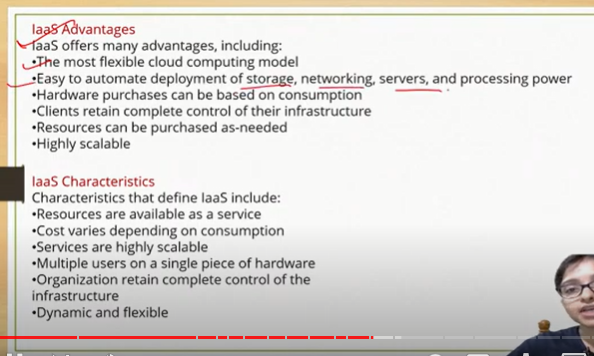 IaaS Advantages
IaaS offers many advantages, including:
•The most flexible cloud computing model
•Easy to automate deployment of storage, networking, servers, and processing power
•Hardware purchases can be based on consumption
•Clients retain complete control of their infrastructure
•Resources can be purchased as-needed
•Highly scalable
IaaS Characteristics
Characteristics that define IaaS include:
•Resources are available as a service
•Cost varies depending on consumption
•Services are highly scalable
•Multiple users on a single piece of hardware
•Organization retain complete control of the
infrastructure
•Dynamic and flexible